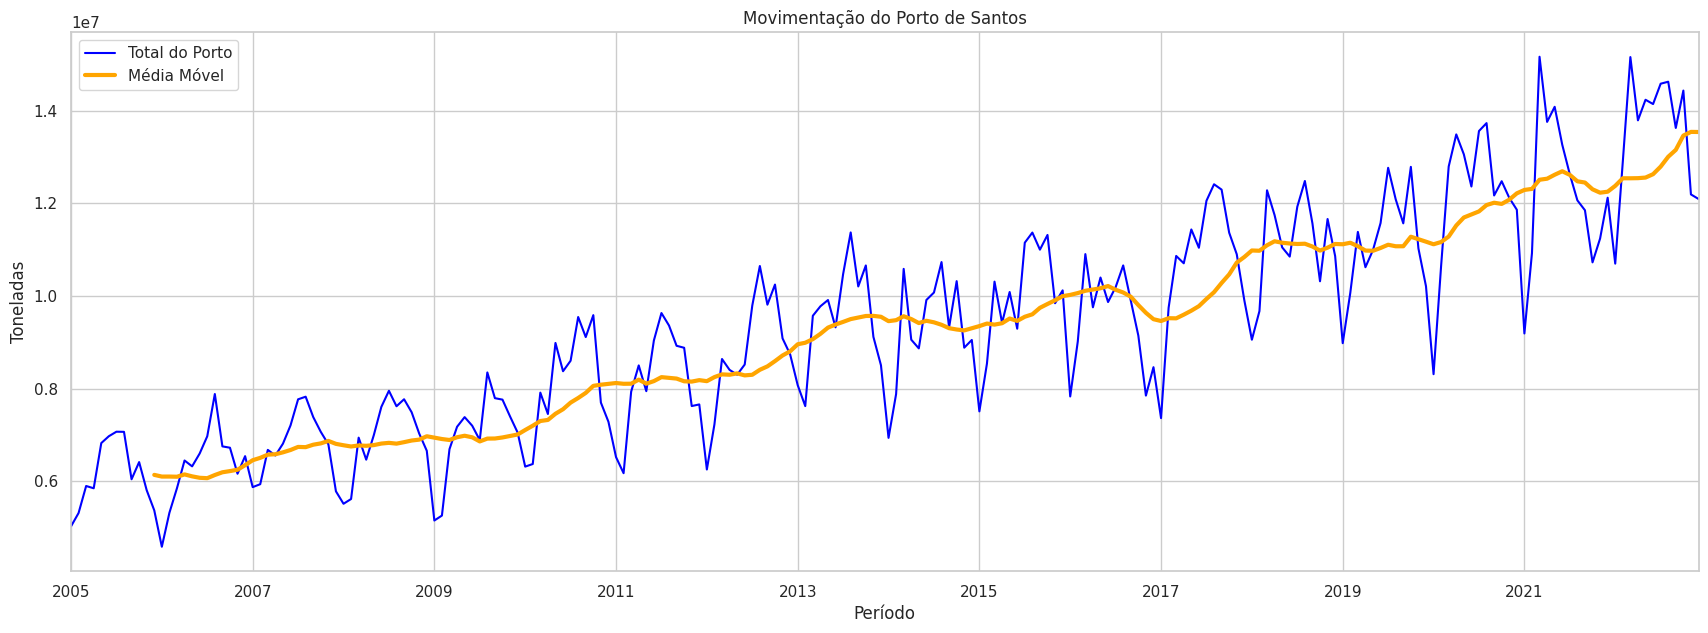 Movimentação do Porto de Santos
1e7
Total do Porto
Média Móvel
1.4
1.2
1.0
0.8
0.6
Toneladas
2005 2007 2009 2011 2013 2015 2017 2019 2021
Período